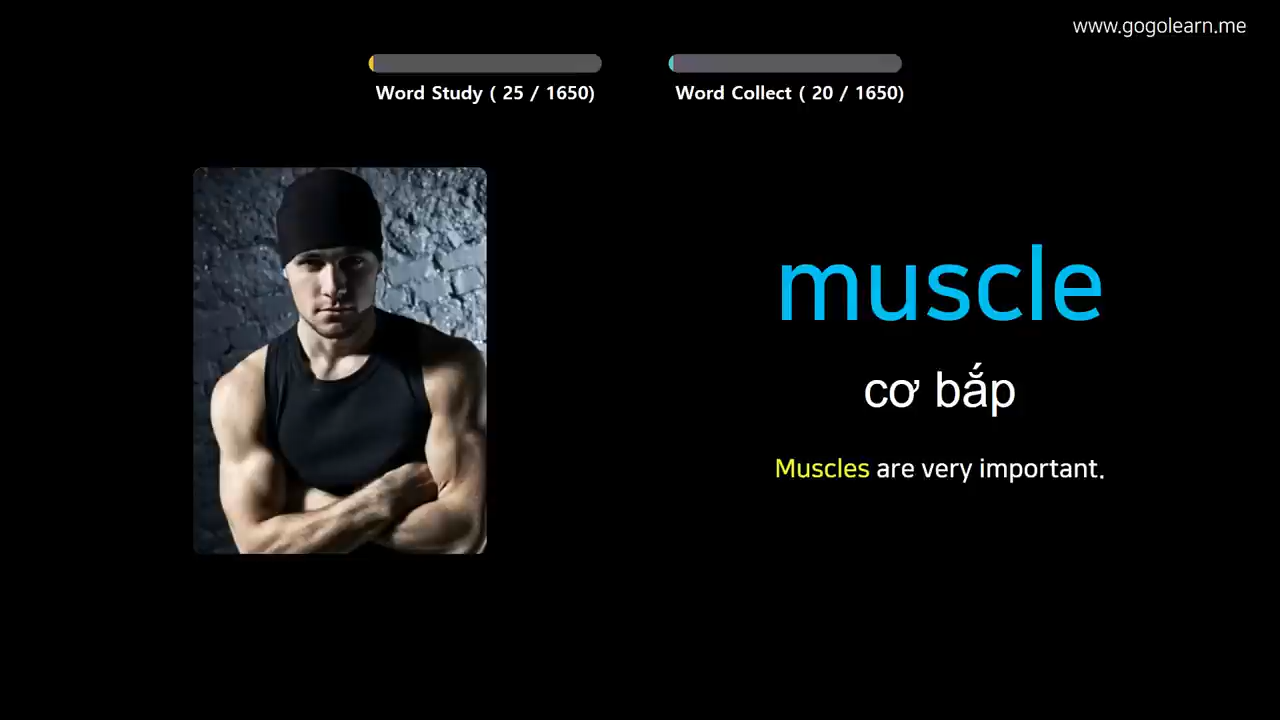 www.gogolearn.me
Word Study ( 25 / 1650)
Word Collect ( 20 / 1650)
muscle
cơ bắp
Muscles are very important.